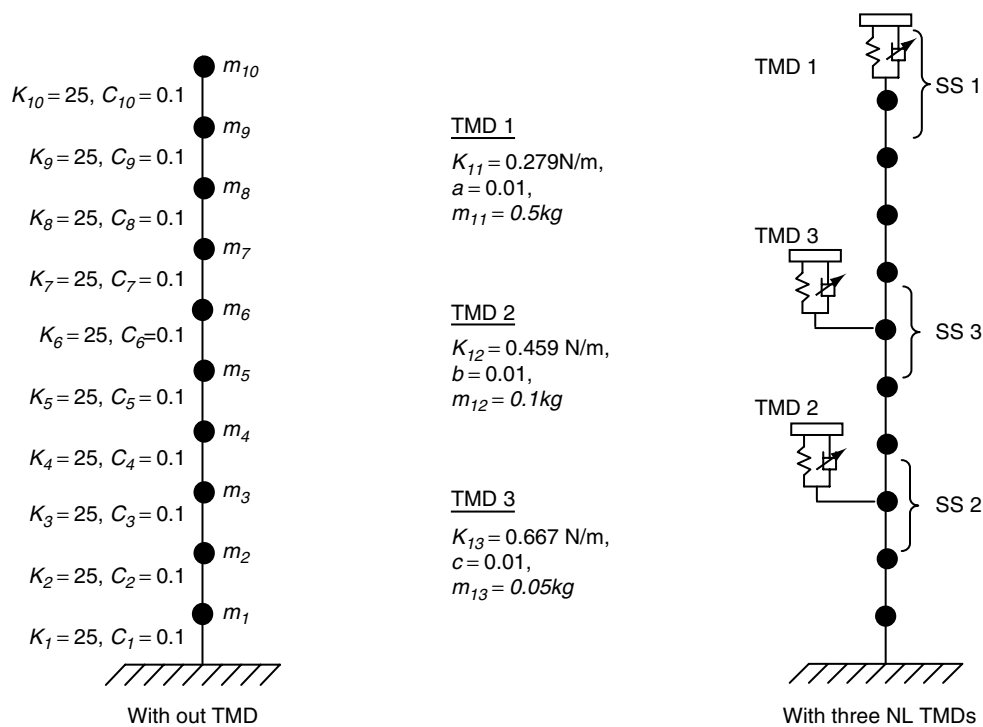 m10
K10 = 25, C10 = 0.1
m9
K9 = 25, C9 = 0.1
m8
K8 = 25, C8 = 0.1
m7
K7 = 25, C7 = 0.1
m6
K6 = 25, C6=0.1
m5
K5 = 25, C5 = 0.1
m4
K4 = 25, C4 = 0.1
m3
K3 = 25, C3 = 0.1
m2
K2 = 25, C2 = 0.1
m1
K1 = 25, C1 = 0.1
With out TMD
TMD 1
K11 = 0.279N/m,
a = 0.01,
m11 = 0.5kg
TMD 2
K12 = 0.459 N/m,
b = 0.01,
m12 = 0.1kg
TMD 3
K13 = 0.667 N/m,
c = 0.01,
m13 = 0.05kg
TMD 1
SS 1
TMD 3
SS 3
TMD 2
SS 2
With three NL TMDs